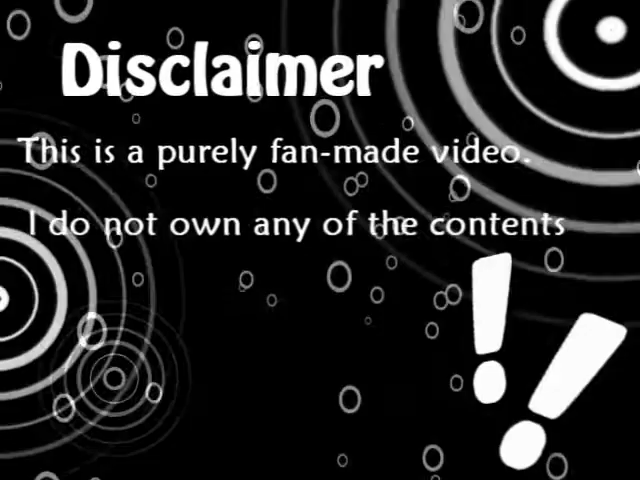 Disclaimer
This is a purely fan-made video.
I do not own any of the contents
!!